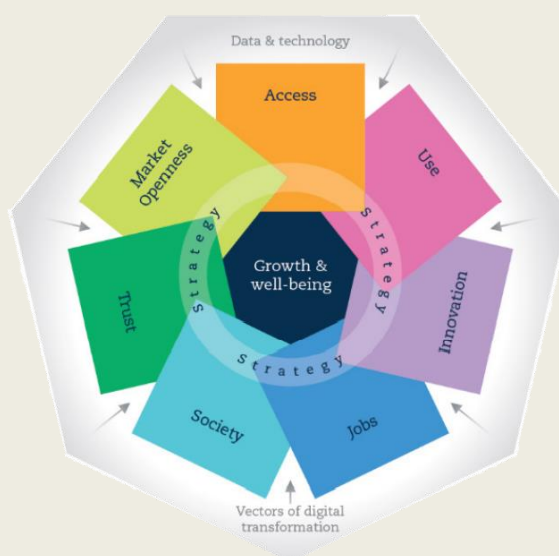 Data & technology
Access
Use
Innovation
Jobs
Society
Trust
Market
Openness
Strategy
Strategy
Strategy
Growth &
well-being
Vectors of digital
transformation